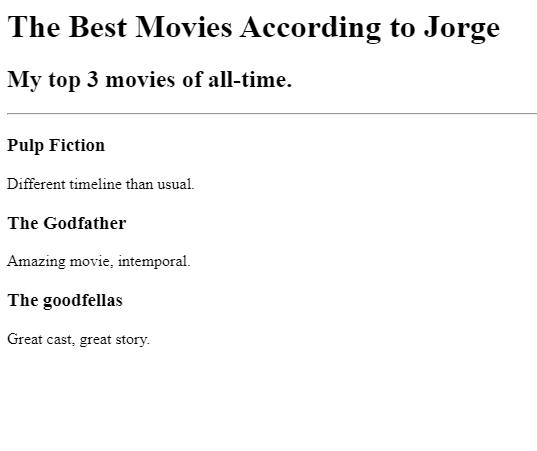 The Best Movies According to Jorge
My top 3 movies of all-time.
Pulp Fiction
Different timeline than usual.
The Godfather
Amazing movie, intemporal.
The goodfellas
Great cast, great story.